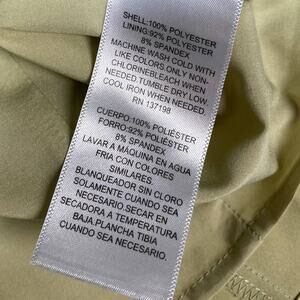 SHELL:100% POLYESTER
LINING:92% POLYESTER
8% SPANDEX
MACHINE WASH COLD WITH
LIKE COLORS ONLY NON-
CHLORINEBLEACH WHEN
NEEDED.TUMBLE DRY LOW.
COOL IRON WHEN NEEDED.
RN 137198
CUERPO:100% POLIÉSTER
FORRO:92% POLIÉSTER
8% SPANDEX
LAVAR A MÁQUINA EN AGUA
FRIA CON COLORES
SIMILARES
BLANQUEADOR SIN CLORO
SOLAMENTE CUANDO SEA
NECESARIO.SECAR EN
SECADORA A TEMPERATURA
BAJA.PLANCHA TIBIA
CUANDO SEA NECESARIO.